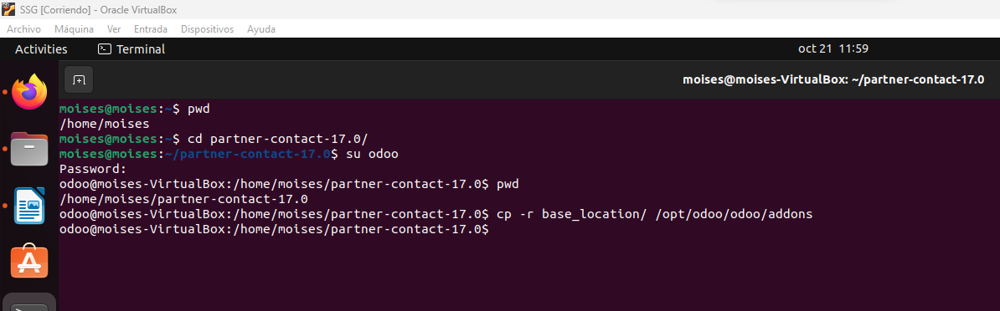 SSG [Corriendo] - Oracle VirtualBox
Archivo Máquina Ver Entrada Dispositivos Ayuda
Activities Terminal oct 21 11:59
moises@moises-VirtualBox: ~/partner-contact-17.0
moises@moises:~$ pwd
/home/moises
moises@moises:~$ cd partner-contact-17.0/
moises@moises:~/partner-contact-17.0$ su odoo
Password:
odoo@moises-VirtualBox:/home/moises/partner-contact-17.0$ pwd
/home/moises/partner-contact-17.0
odoo@moises-VirtualBox:/home/moises/partner-contact-17.0$ cp -r base_location/ /opt/odoo/odoo/addons
odoo@moises-VirtualBox:/home/moises/partner-contact-17.0$